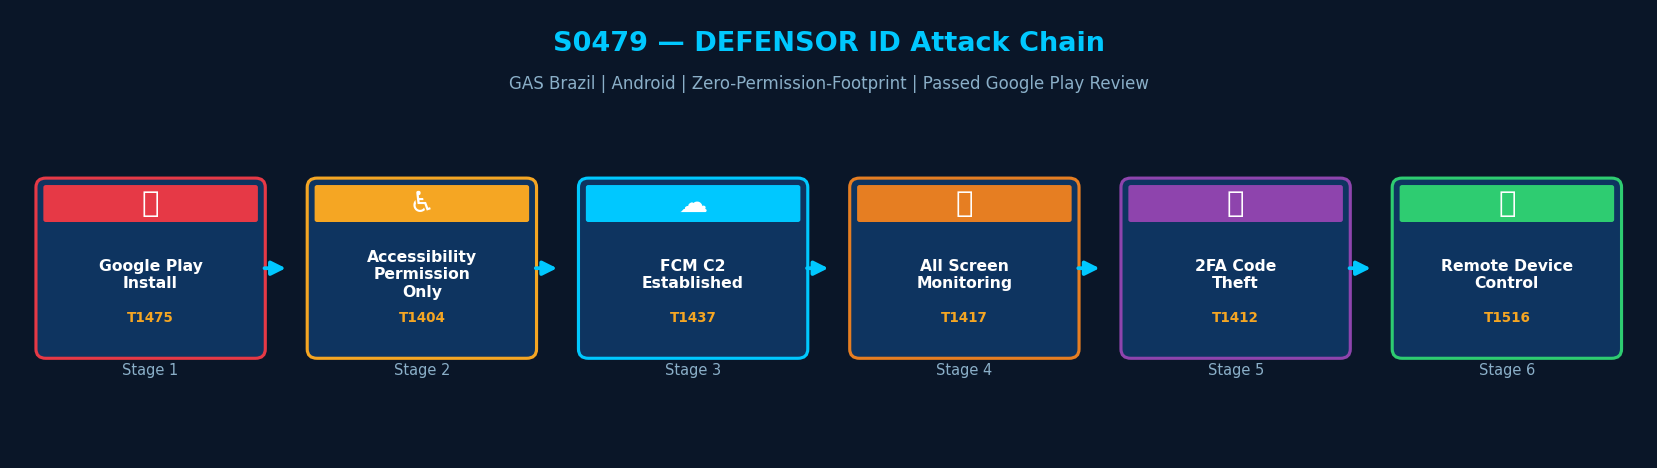 S0479 — DEFENSOR ID Attack Chain
GAS Brazil | Android | Zero-Permission-Footprint | Passed Google Play Review
Google Play
Install
T1475
Stage 1
Accessibility
Permission
Only
T1404
Stage 2
FCM C2
Established
T1437
Stage 3
All Screen
Monitoring
T1417
Stage 4
2FA Code
Theft
T1412
Stage 5
Remote Device
Control
T1516
Stage 6